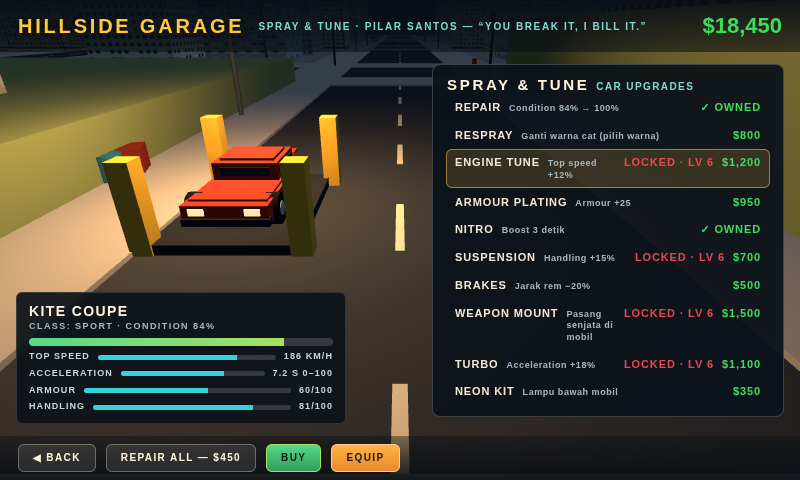 HILLSIDE GARAGE SPRAY & TUNE · PILAR SANTOS — “YOU BREAK IT, I BILL IT.” $18,450
SPRAY & TUNE CAR UPGRADES
REPAIR Condition 84% → 100% ✓ OWNED
RESPRAY Ganti warna cat (pilih warna) $800
ENGINE TUNE Top speed +12% LOCKED · LV 6 $1,200
ARMOUR PLATING Armour +25 $950
NITRO Boost 3 detik ✓ OWNED
SUSPENSION Handling +15% LOCKED · LV 6 $700
BRAKES Jarak rem −20% $500
WEAPON MOUNT Pasang senjata di mobil LOCKED · LV 6 $1,500
TURBO Acceleration +18% LOCKED · LV 6 $1,100
NEON KIT Lampu bawah mobil $350
KITE COUPE
CLASS: SPORT · CONDITION 84%
TOP SPEED 186 KM/H
ACCELERATION 7.2 S 0–100
ARMOUR 60/100
HANDLING 81/100
◀ BACK REPAIR ALL — $450 BUY EQUIP